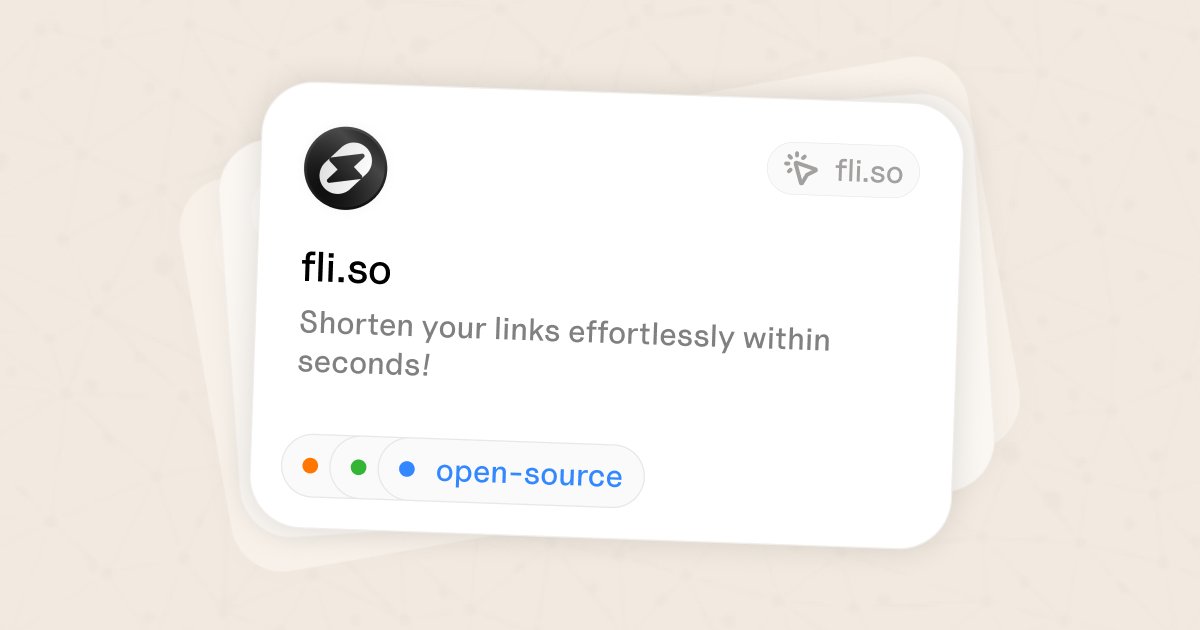 fli.so
fli.so
Shorten your links effortlessly within
seconds!
open-source